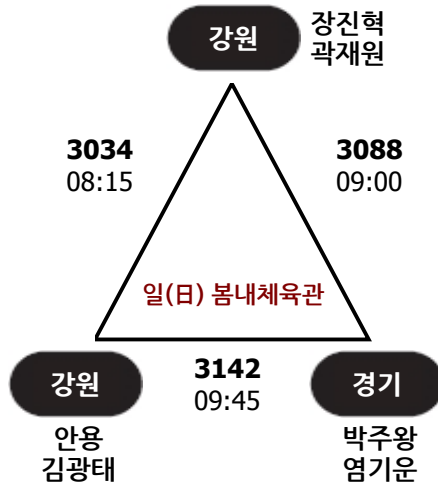 강원
장진혁
곽재원
3034
08:15
3088
09:00
일(日) 봄내체육관
강원
3142
09:45
경기
안용
김광태
박주왕
염기운